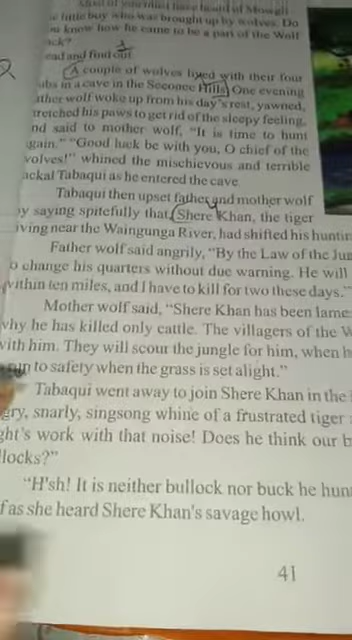 little boy who was brought up by wolves. Do
know how he came to be a part of the Wolf
ack?
ead and find out.
A couple of wolves lived with their four
ubs in a cave in the Seeonee Hills. One evening
ather wolf woke up from his day's rest, yawned,
tretched his paws to get rid of the sleepy feeling,
nd said to mother wolf, "It is time to hunt
gain." "Good luck be with you, O chief of the
volves!" whined the mischievous and terrible
ackal Tabaqui as he entered the cave.
Tabaqui then upset father and mother wolf
by saying spitefully that Shere Khan, the tiger
iving near the Waingunga River, had shifted his huntin
Father wolf said angrily, "By the Law of the Jun
o change his quarters without due warning. He will
within ten miles, and I have to kill for two these days."
Mother wolf said, "Shere Khan has been lame
why he has killed only cattle. The villagers of the W
with him. They will scour the jungle for him, when h
run to safety when the grass is set alight."
Tabaqui went away to join Shere Khan in the
gry, snarly, singsong whine of a frustrated tiger
ght's work with that noise! Does he think our b
llocks?"
"H'sh! It is neither bullock nor buck he hun
f as she heard Shere Khan's savage howl.
41